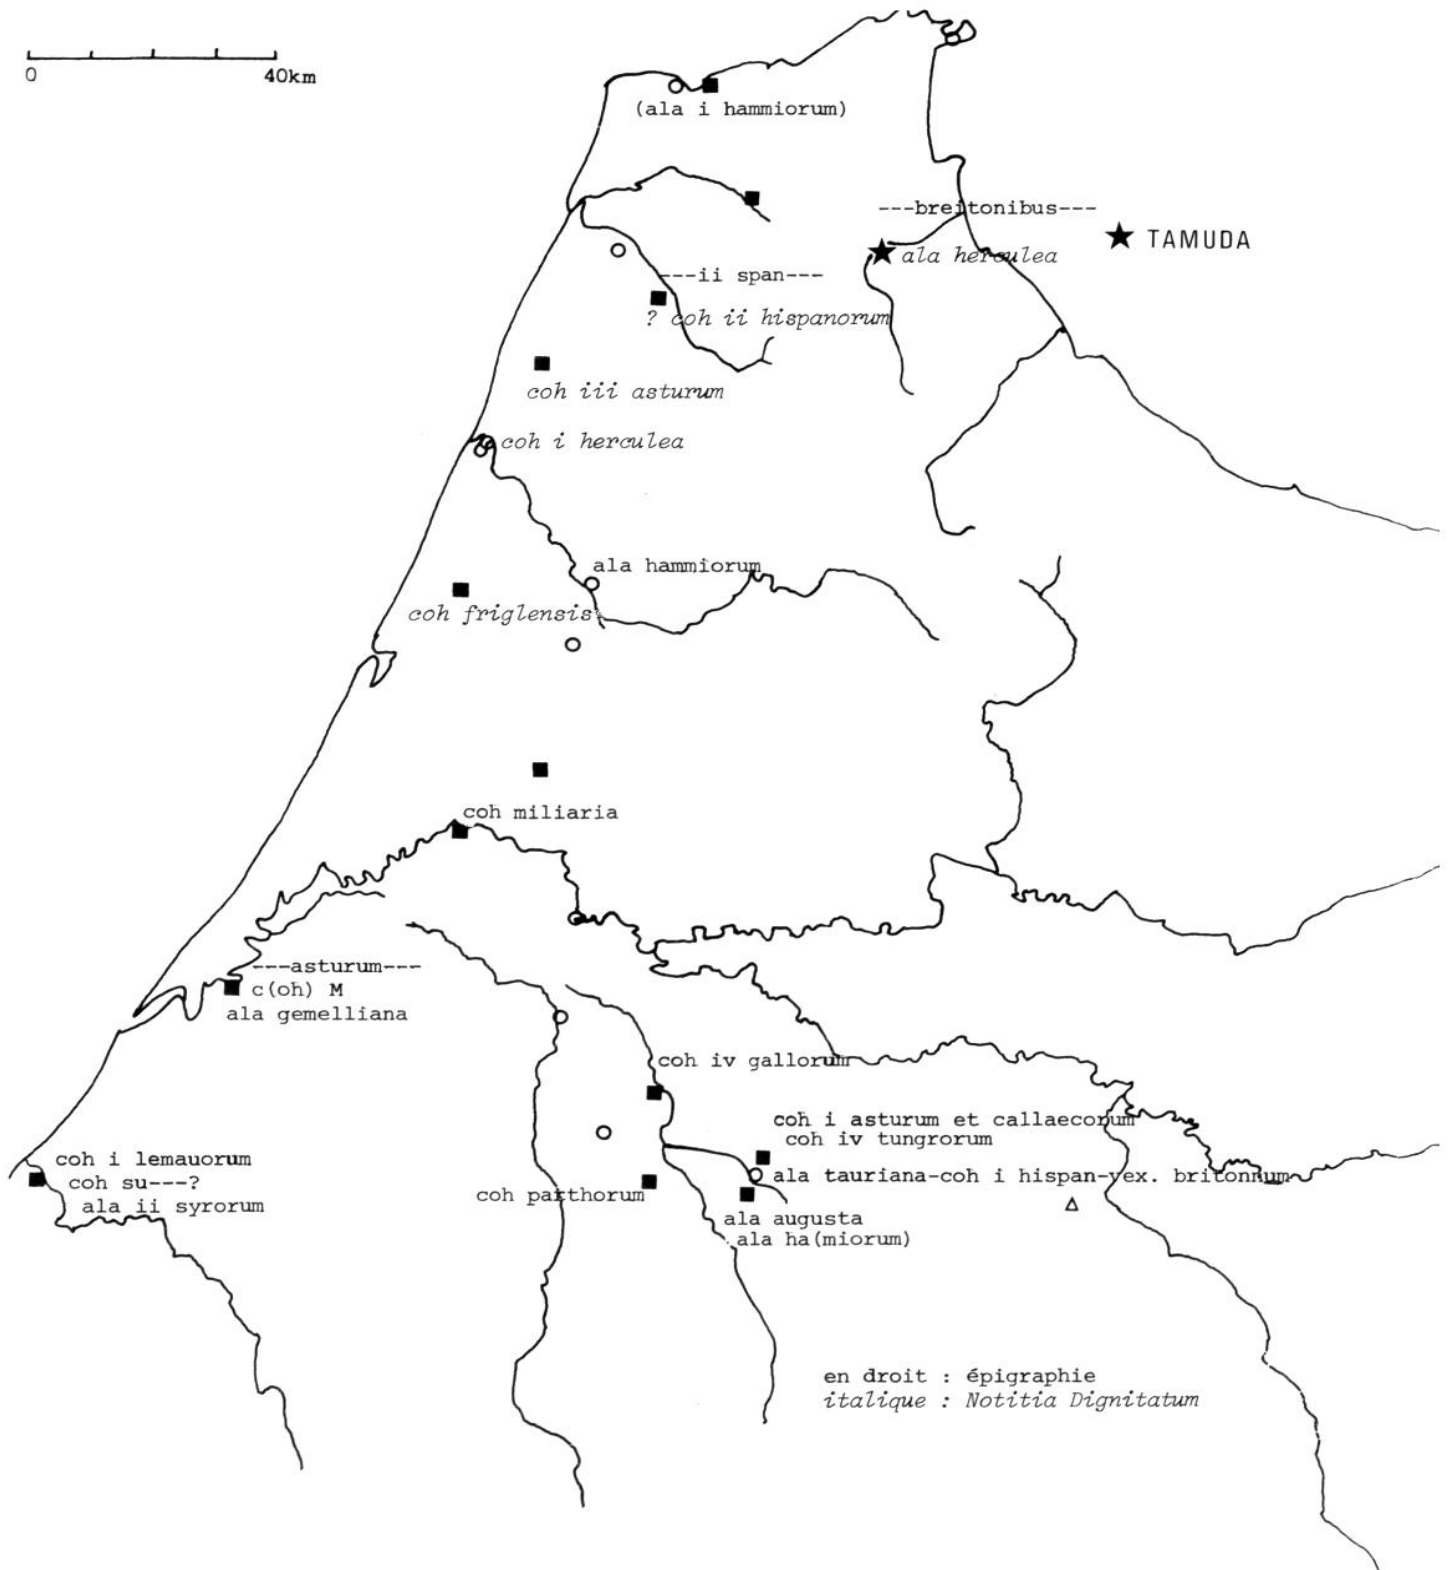 0 40km
(ala i hammiorum)
---breitonibus---
★ TAMUDA
ala herculea
---ii span---
? coh ii hispanorum
coh iii asturum
coh i herculea
ala hammiorum
coh friglensis
coh miliaria
---asturum---
c(oh) M
ala gemelliana
coh iv gallorum
coh i asturum et callaecorum
coh iv tungrorum
coh i lemauorum
coh su---?
ala ii syrorum
ala tauriana-coh i hispan-vex. britonnum
coh parthorum
ala augusta
ala ha(miorum)
en droit : épigraphie
italique : Notitia Dignitatum